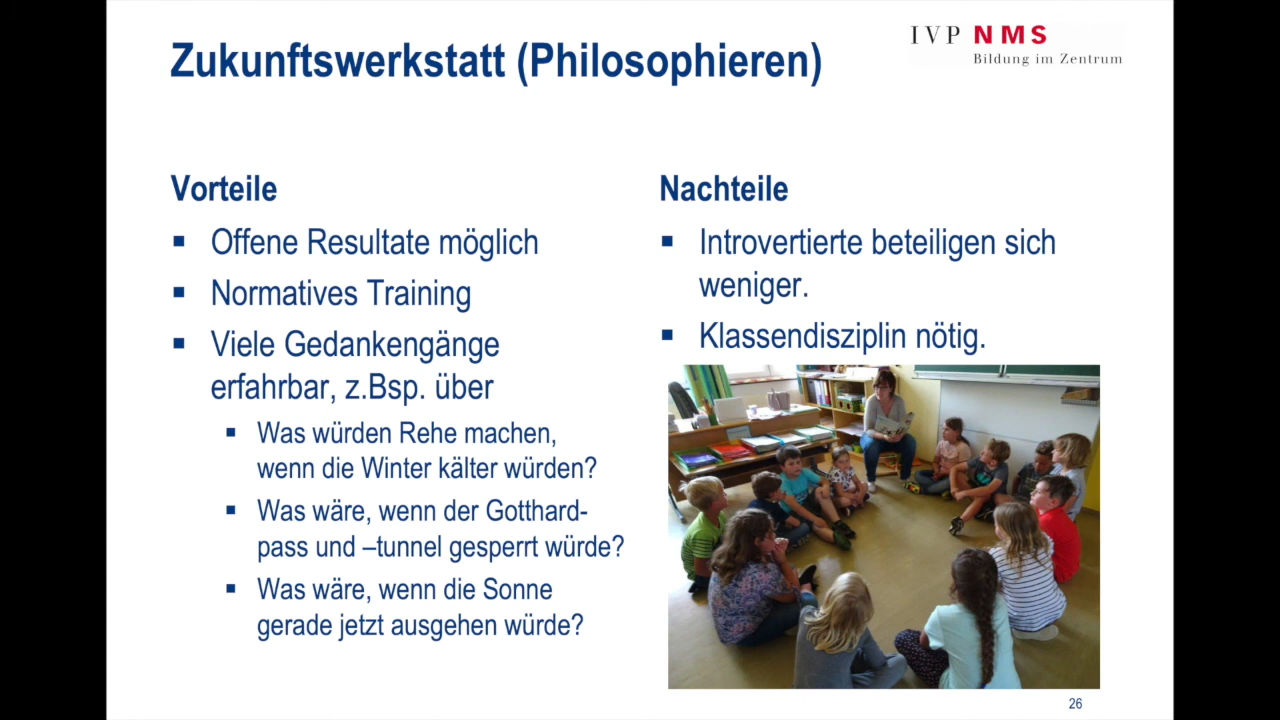 Zukunftswerkstatt (Philosophieren)
IVP NMS
Bildung im Zentrum
Vorteile
▪ Offene Resultate möglich
▪ Normatives Training
▪ Viele Gedankengänge
erfahrbar, z.Bsp. über
▪ Was würden Rehe machen,
wenn die Winter kälter würden?
▪ Was wäre, wenn der Gotthard-
pass und –tunnel gesperrt würde?
▪ Was wäre, wenn die Sonne
gerade jetzt ausgehen würde?
Nachteile
▪ Introvertierte beteiligen sich
weniger.
▪ Klassendisziplin nötig.
26